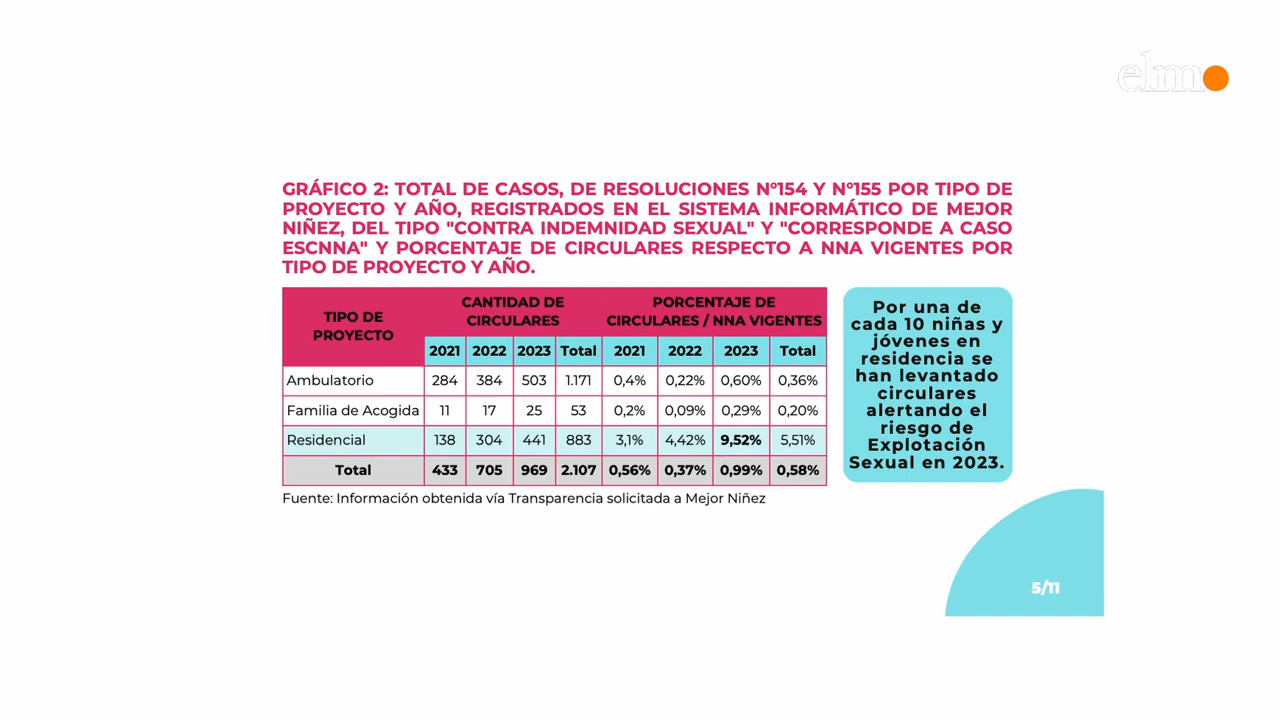 elm
GRÁFICO 2: TOTAL DE CASOS, DE RESOLUCIONES N°154 Y N°155 POR TIPO DE
PROYECTO Y AÑO, REGISTRADOS EN EL SISTEMA INFORMÁTICO DE MEJOR
NIÑEZ, DEL TIPO "CONTRA INDEMNIDAD SEXUAL" Y "CORRESPONDE A CASO
ESCNNA" Y PORCENTAJE DE CIRCULARES RESPECTO A NNA VIGENTES POR
TIPO DE PROYECTO Y AÑO.
TIPO DE PROYECTO CANTIDAD DE CIRCULARES PORCENTAJE DE CIRCULARES / NNA VIGENTES
2021 2022 2023 Total 2021 2022 2023 Total
Ambulatorio 284 384 503 1.171 0,4% 0,22% 0,60% 0,36%
Familia de Acogida 11 17 25 53 0,2% 0,09% 0,29% 0,20%
Residencial 138 304 441 883 3,1% 4,42% 9,52% 5,51%
Total 433 705 969 2.107 0,56% 0,37% 0,99% 0,58%
Fuente: Información obtenida vía Transparencia solicitada a Mejor Niñez
Por una de
cada 10 niñas y
jóvenes en
residencia se
han levantado
circulares
alertando el
riesgo de
Explotación
Sexual en 2023.
5/11